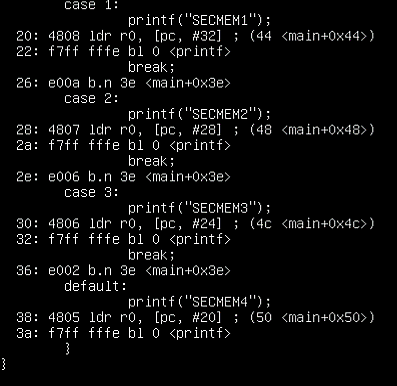 case 1:
printf("SECMEM1");
20: 4808 ldr r0, [pc, #32] ; (44 <main+0x44>)
22: f7ff fffe bl 0 <printf>
break;
26: e00a b.n 3e <main+0x3e>
case 2:
printf("SECMEM2");
28: 4807 ldr r0, [pc, #28] ; (48 <main+0x48>)
2a: f7ff fffe bl 0 <printf>
break;
2e: e006 b.n 3e <main+0x3e>
case 3:
printf("SECMEM3");
30: 4806 ldr r0, [pc, #24] ; (4c <main+0x4c>)
32: f7ff fffe bl 0 <printf>
break;
36: e002 b.n 3e <main+0x3e>
default:
printf("SECMEM4");
38: 4805 ldr r0, [pc, #20] ; (50 <main+0x50>)
3a: f7ff fffe bl 0 <printf>
}
}